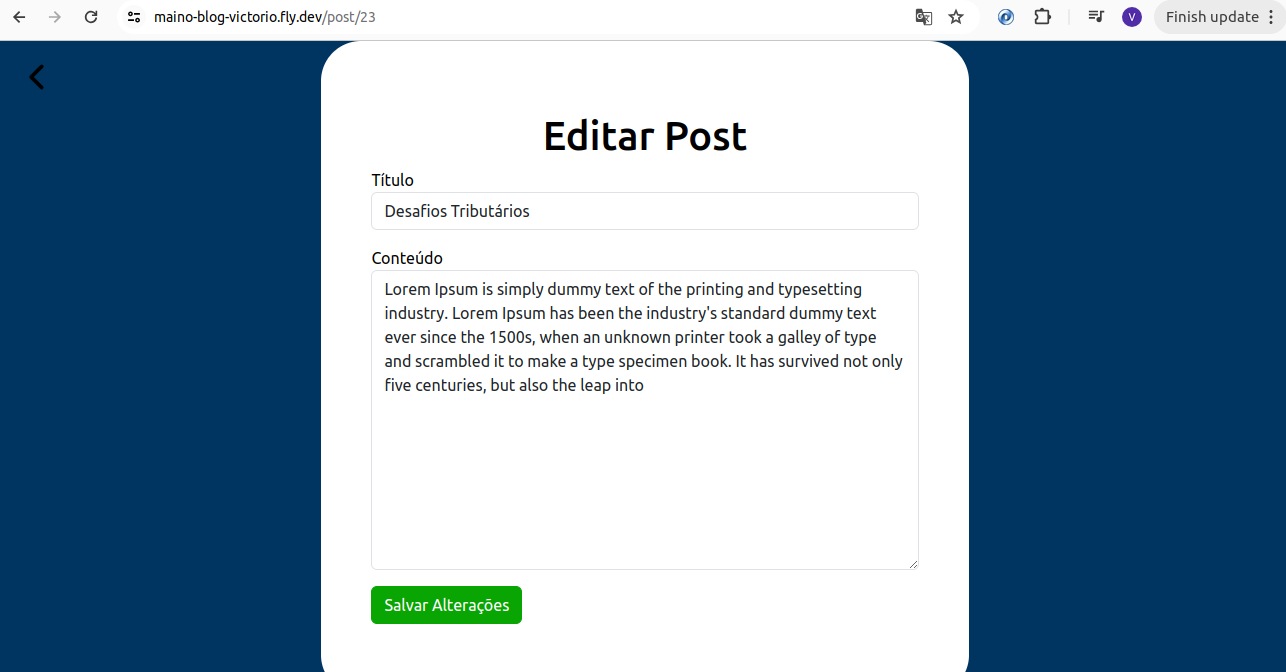 maino-blog-victorio.fly.dev/post/23
V
Finish update
Editar Post
Título
Desafios Tributários
Conteúdo
Lorem Ipsum is simply dummy text of the printing and typesetting
industry. Lorem Ipsum has been the industry's standard dummy text
ever since the 1500s, when an unknown printer took a galley of type
and scrambled it to make a type specimen book. It has survived not only
five centuries, but also the leap into
Salvar Alterações